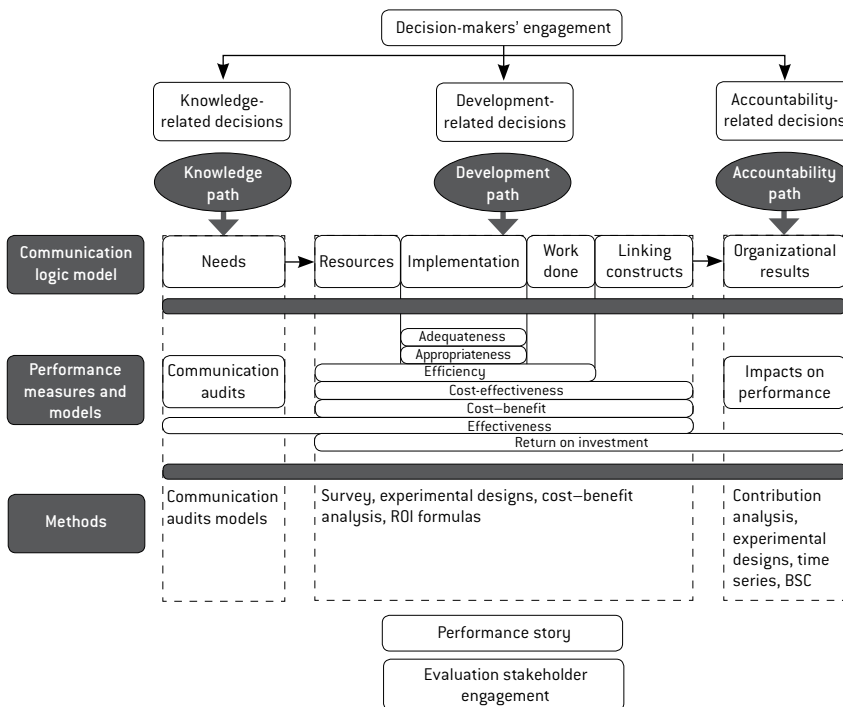 Decision-makers' engagement
Knowledge-
related decisions
Development-
related decisions
Accountability-
related decisions
Knowledge
path
Development
path
Accountability
path
Communication
logic model
Needs
Resources
Implementation
Work
done
Linking
constructs
Organizational
results
Adequateness
Appropriateness
Performance
measures and
models
Communication
audits
Efficiency
Cost-effectiveness
Cost–benefit
Effectiveness
Return on investment
Impacts on
performance
Methods
Communication
audits models
Survey, experimental designs, cost–benefit
analysis, ROI formulas
Contribution
analysis,
experimental
designs, time
series, BSC
Performance story
Evaluation stakeholder
engagement